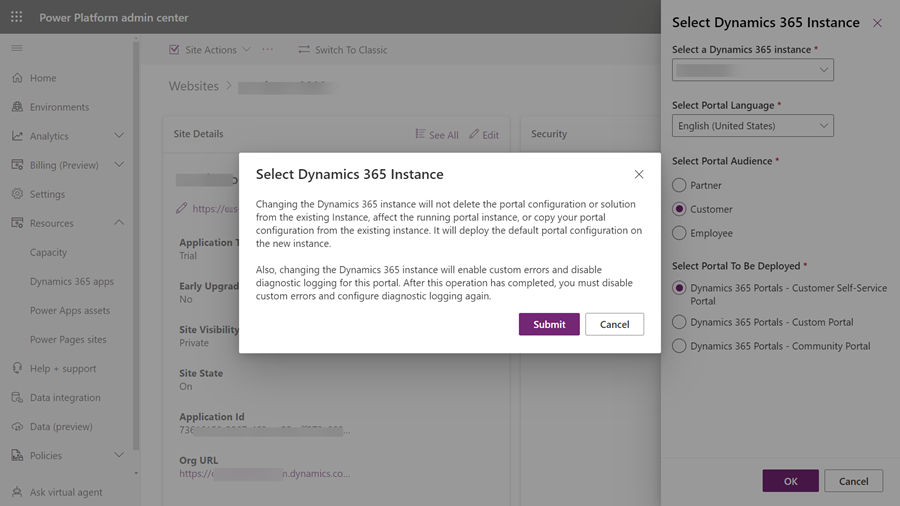 Power Platform admin center
Home
Environments
Analytics
Billing (Preview)
Settings
Resources
Capacity
Dynamics 365 apps
Power Apps assets
Power Pages sites
Help + support
Data integration
Data (preview)
Policies
Ask virtual agent
Site Actions
Switch To Classic
Websites
Site Details
See All
Edit
https://
Application T
Trial
Early Upgrad
No
Site Visibility
Private
Site State
On
Application Id
Org URL
https:// m.dynamics.co...
Security
Select Dynamics 365 Instance
Changing the Dynamics 365 instance will not delete the portal configuration or solution
from the existing Instance, affect the running portal instance, or copy your portal
configuration from the existing instance. It will deploy the default portal configuration on
the new instance.
Also, changing the Dynamics 365 instance will enable custom errors and disable
diagnostic logging for this portal. After this operation has completed, you must disable
custom errors and configure diagnostic logging again.
Submit
Cancel
Select Dynamics 365 Instance
Select a Dynamics 365 instance *
Select Portal Language *
English (United States)
Select Portal Audience *
Partner
Customer
Employee
Select Portal To Be Deployed *
Dynamics 365 Portals - Customer Self-Service
Portal
Dynamics 365 Portals - Custom Portal
Dynamics 365 Portals - Community Portal
OK
Cancel